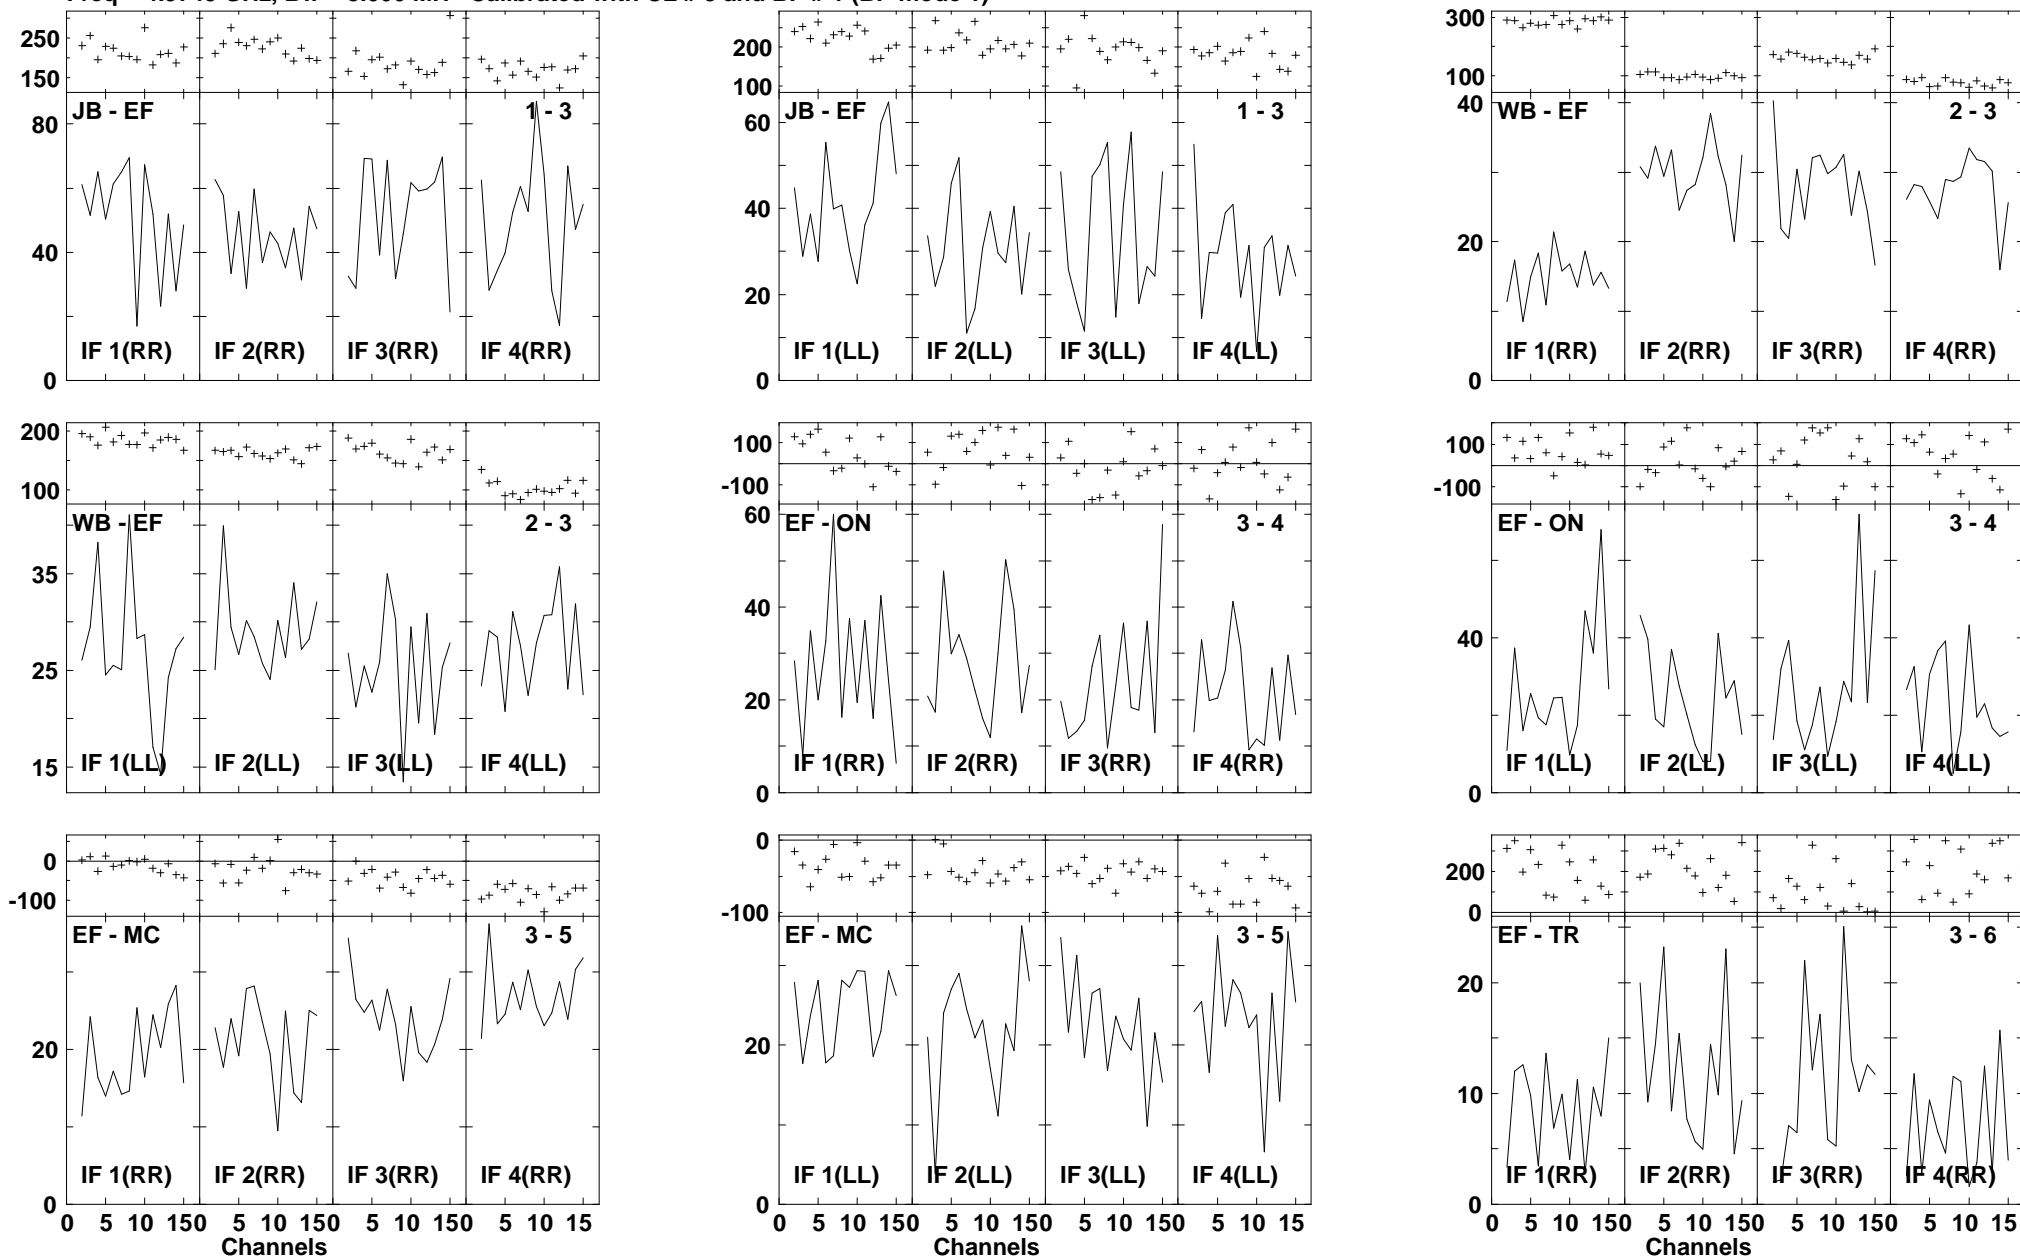 250
150
80
40
0
JB - EF
1 - 3
IF 1(RR)
IF 2(RR)
IF 3(RR)
IF 4(RR)
200
100
60
40
20
0
JB - EF
1 - 3
IF 1(LL)
IF 2(LL)
IF 3(LL)
IF 4(LL)
300
100
40
20
0
WB - EF
2 - 3
IF 1(RR)
IF 2(RR)
IF 3(RR)
IF 4(RR)
200
100
35
25
15
WB - EF
2 - 3
IF 1(LL)
IF 2(LL)
IF 3(LL)
IF 4(LL)
100
-100
60
40
20
0
EF - ON
3 - 4
IF 1(RR)
IF 2(RR)
IF 3(RR)
IF 4(RR)
100
-100
40
0
EF - ON
3 - 4
IF 1(LL)
IF 2(LL)
IF 3(LL)
IF 4(LL)
0
-100
20
0
EF - MC
3 - 5
IF 1(RR)
IF 2(RR)
IF 3(RR)
IF 4(RR)
0 5 10 150 5 10 150 5 10 150 5 10 15
Channels
0
-100
20
0
EF - MC
3 - 5
IF 1(LL)
IF 2(LL)
IF 3(LL)
IF 4(LL)
0 5 10 150 5 10 150 5 10 150 5 10 15
Channels
200
0
20
10
0
EF - TR
3 - 6
IF 1(RR)
IF 2(RR)
IF 3(RR)
IF 4(RR)
0 5 10 150 5 10 150 5 10 150 5 10 15
Channels